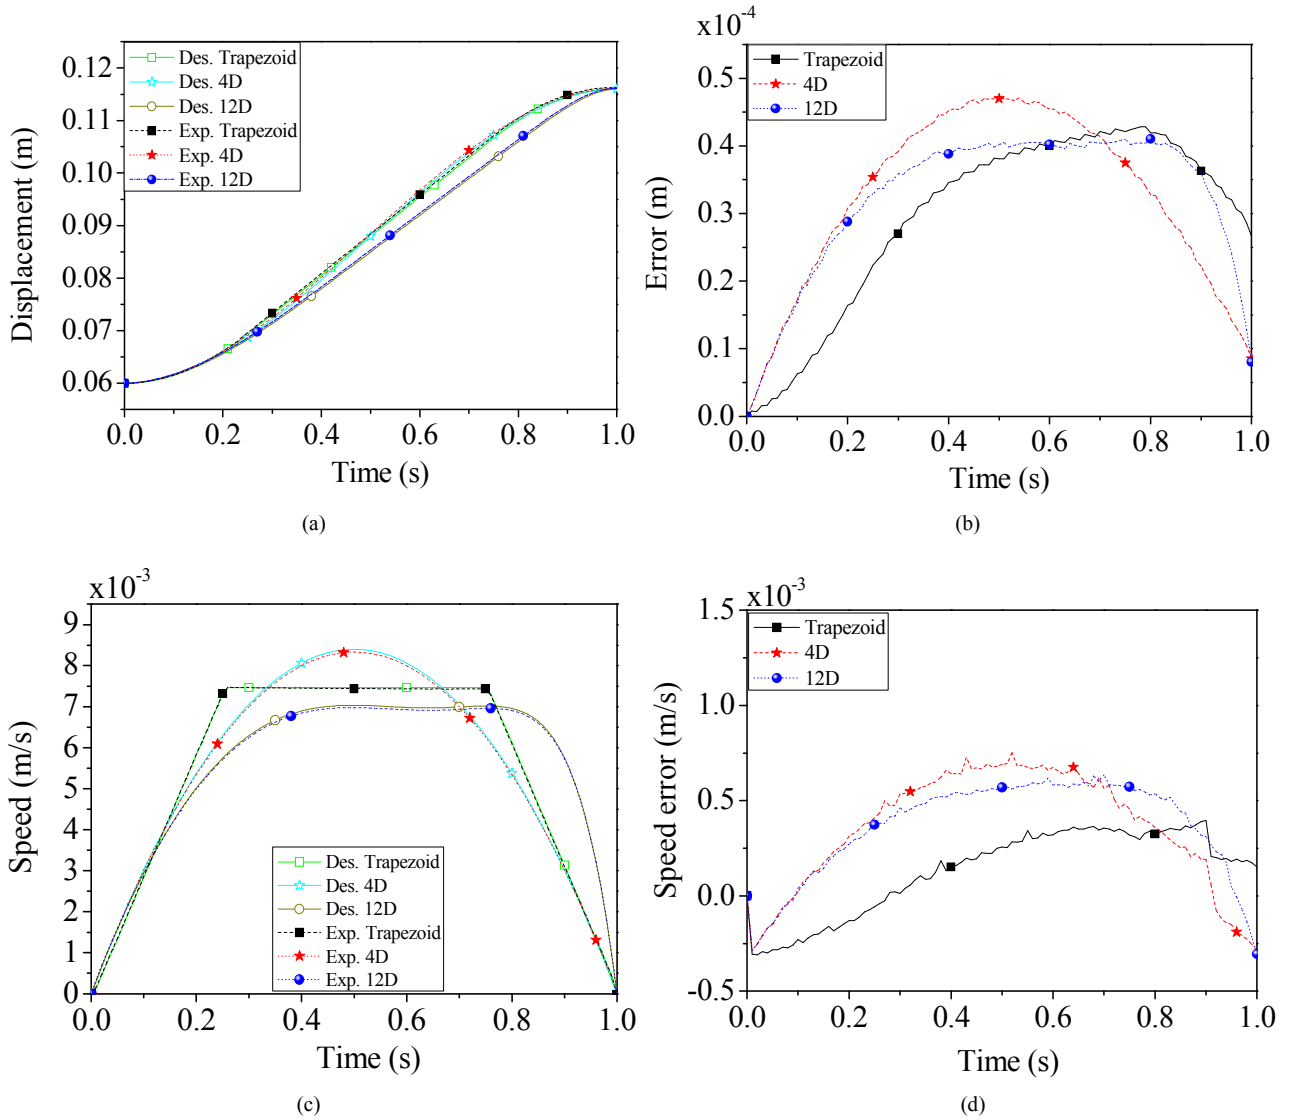 Displacement (m)
0.12
0.11
0.10
0.09
0.08
0.07
0.06
Des. Trapezoid
Des. 4D
Des. 12D
Exp. Trapezoid
Exp. 4D
Exp. 12D
0.0 0.2 0.4 0.6 0.8 1.0
Time (s)
(a)
x10-4
Error (m)
0.5
0.4
0.3
0.2
0.1
0.0
Trapezoid
4D
12D
0.0 0.2 0.4 0.6 0.8 1.0
Time (s)
(b)
x10-3
Speed (m/s)
9
8
7
6
5
4
3
2
1
0
Des. Trapezoid
Des. 4D
Des. 12D
Exp. Trapezoid
Exp. 4D
Exp. 12D
0.0 0.2 0.4 0.6 0.8 1.0
Time (s)
(c)
x10-3
Speed error (m/s)
1.5
1.0
0.5
0.0
-0.5
Trapezoid
4D
12D
0.0 0.2 0.4 0.6 0.8 1.0
Time (s)
(d)